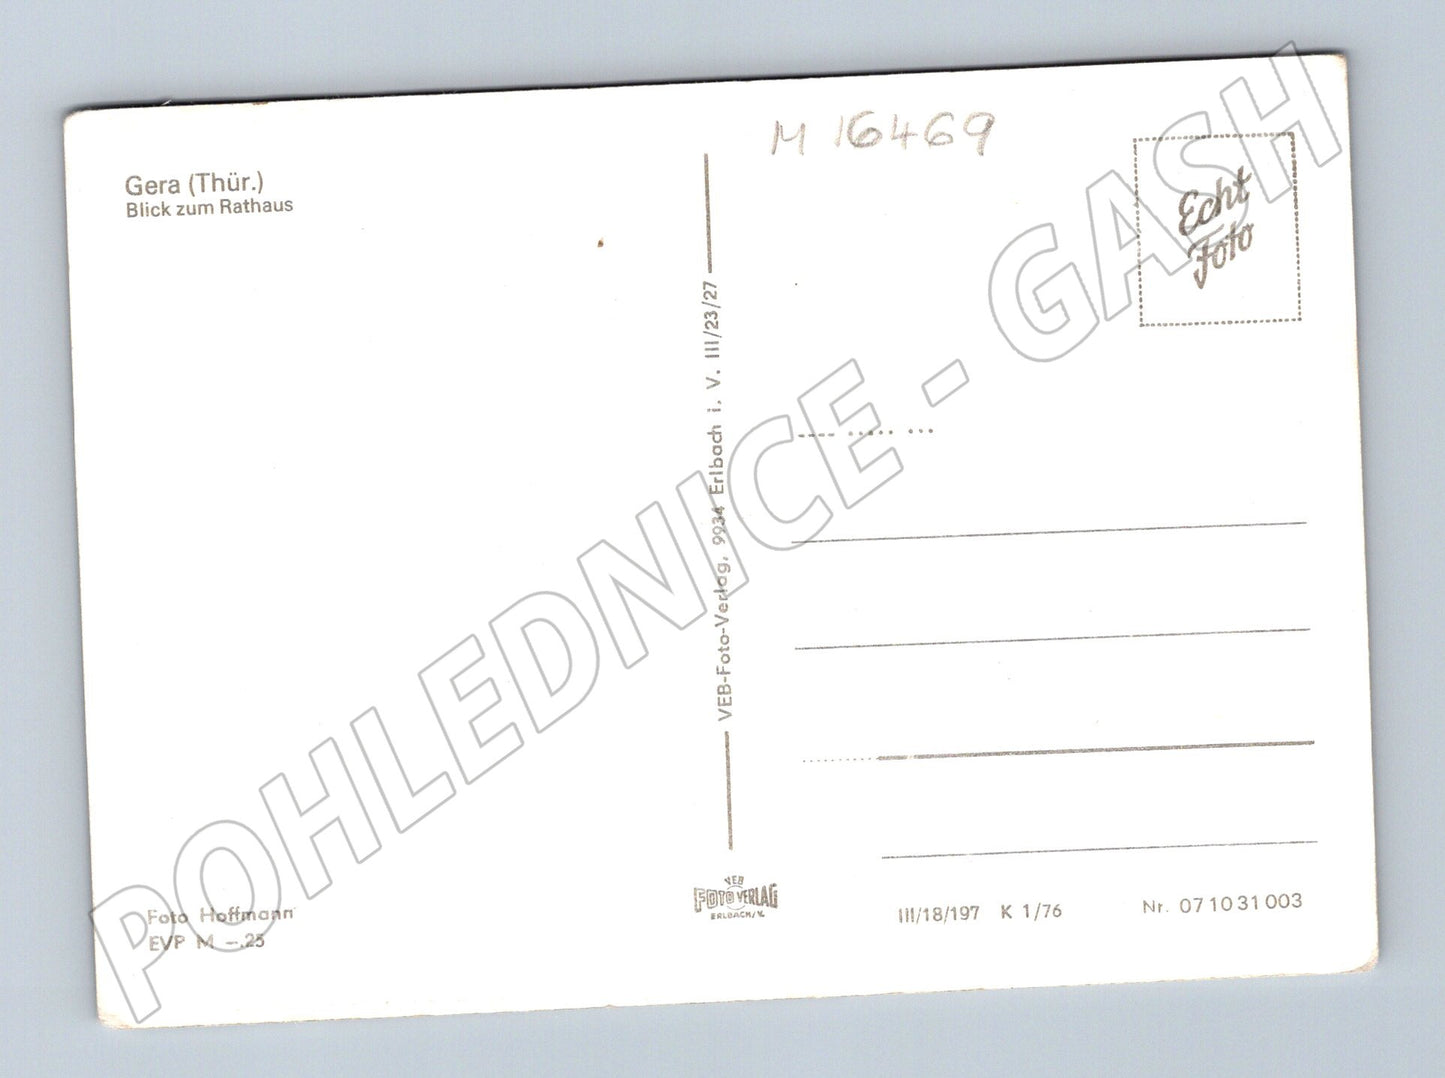 Gera (Thür.)
Blick zum Rathaus
M 16469
Echt
Foto
VEB-Foto-Verlag, 9934 Erlbach i. V. III/23/27
VEB
FOTO VERLAG
ERLBACH/V.
Foto Hoffmann
EVP M —.25
III/18/197 K 1/76
Nr. 07 10 31 003
POHLEDNICE - GASH